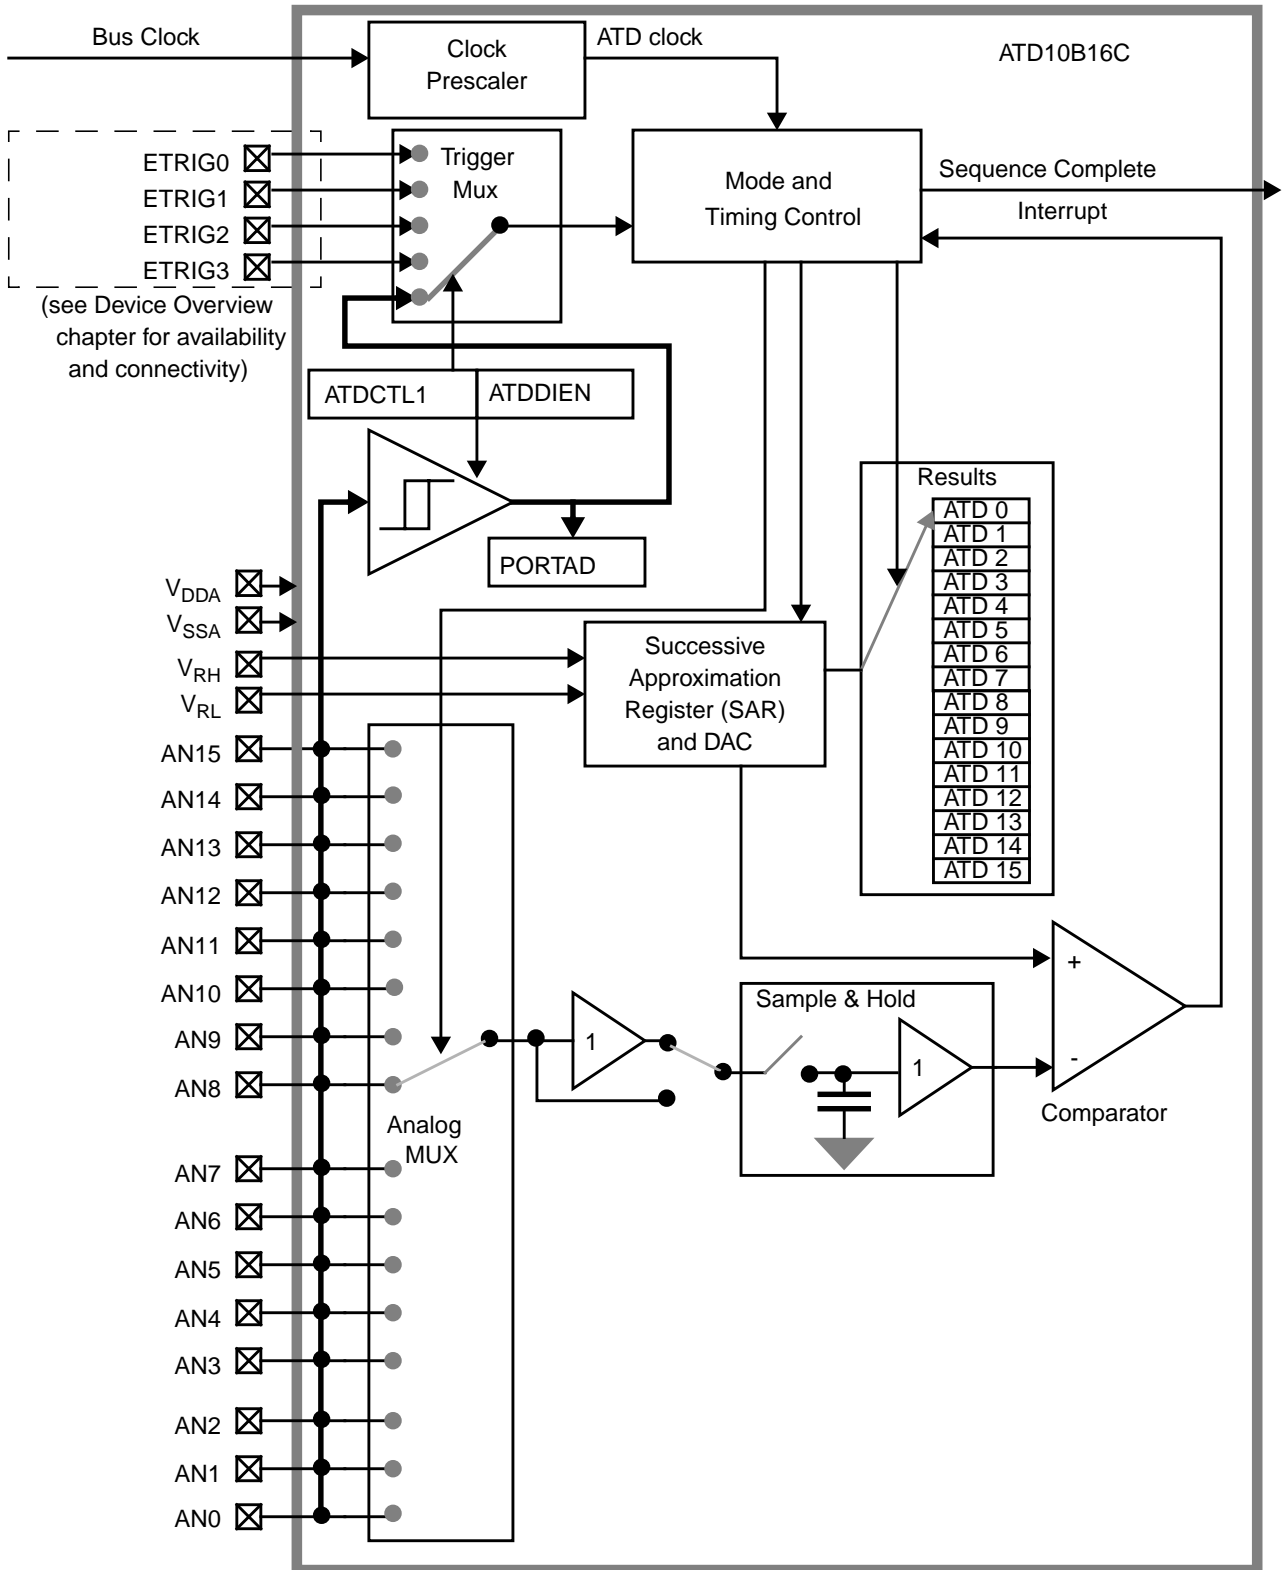 Bus Clock
Clock
Prescaler
ATD clock
ATD10B16C
ETRIG0
ETRIG1
ETRIG2
ETRIG3
(see Device Overview
chapter for availability
and connectivity)
Trigger
Mux
Mode and
Timing Control
Sequence Complete
Interrupt
ATDCTL1
ATDDIEN
PORTAD
Results
ATD 0
ATD 1
ATD 2
ATD 3
ATD 4
ATD 5
ATD 6
ATD 7
ATD 8
ATD 9
ATD 10
ATD 11
ATD 12
ATD 13
ATD 14
ATD 15
VDDA
VSSA
VRH
VRL
Successive
Approximation
Register (SAR)
and DAC
AN15
AN14
AN13
AN12
AN11
AN10
AN9
AN8
AN7
AN6
AN5
AN4
AN3
AN2
AN1
AN0
Analog
MUX
1
Sample & Hold
1
+
-
Comparator